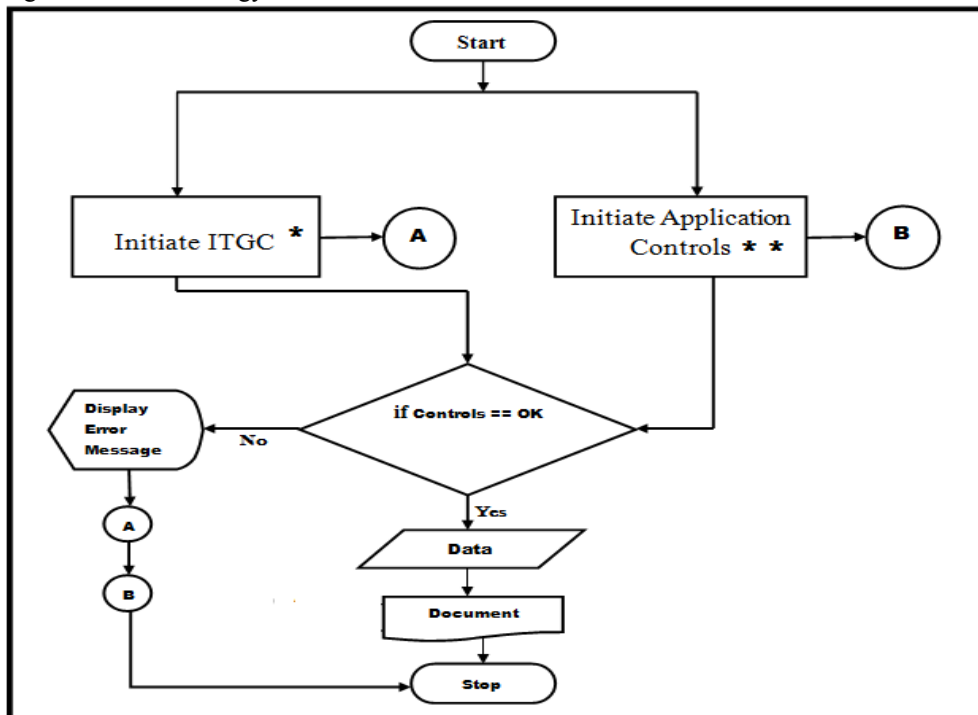 Start
Initiate ITGC *
A
Initiate Application
Controls * *
B
if Controls == OK
Display
Error
Message
No
Yes
A
Data
B
Document
Stop